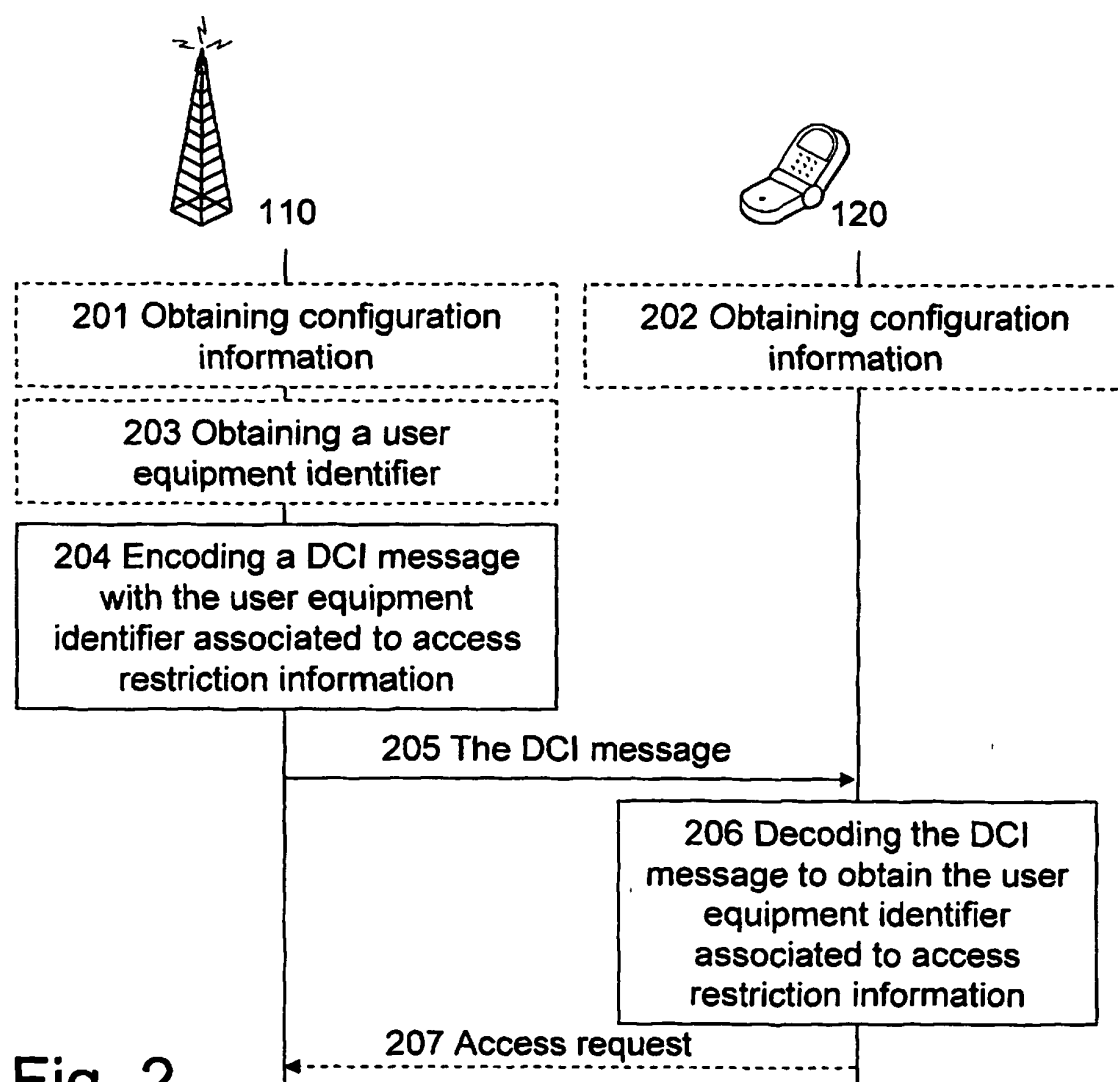 110
120
201 Obtaining configuration
information
202 Obtaining configuration
information
203 Obtaining a user
equipment identifier
204 Encoding a DCI message
with the user equipment
identifier associated to access
restriction information
205 The DCI message
206 Decoding the DCI
message to obtain the user
equipment identifier
associated to access
restriction information
207 Access request
Fig. 2